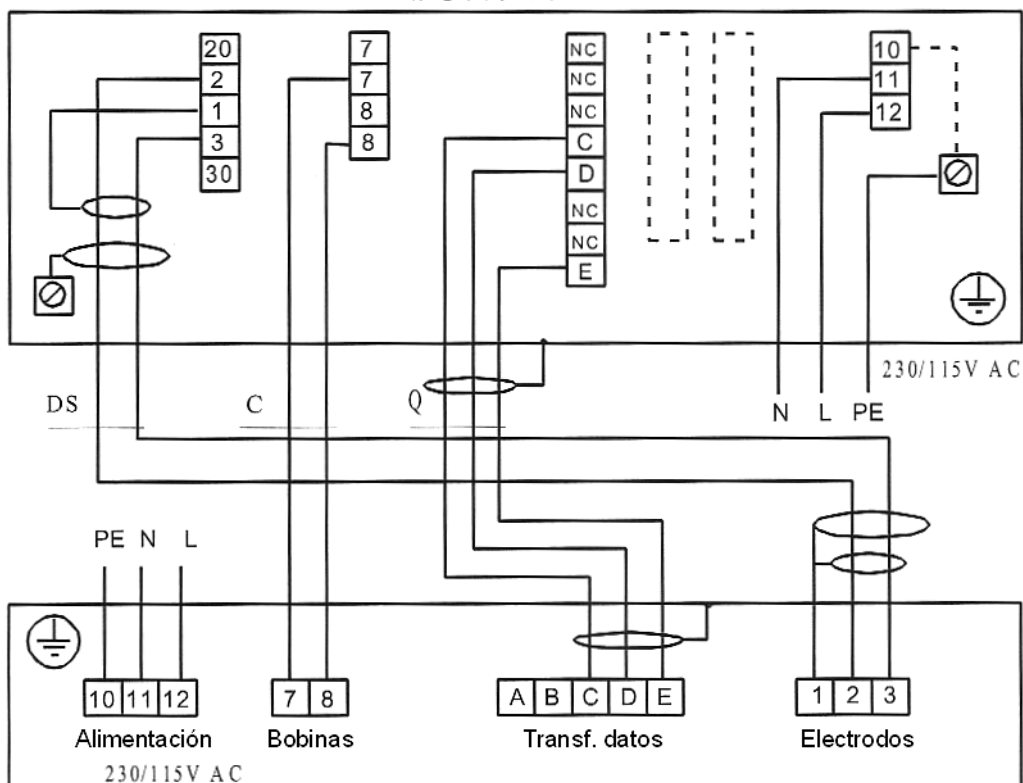 20
2
1
3
30
7
7
8
8
NC
NC
NC
C
D
NC
NC
E
10
11
12
230/115V AC
N L PE
DS C Q
PE N L
10 11 12
7 8
A B C D E
1 2 3
Alimentación
Bobinas
Transf. datos
Electrodos
230/115V AC